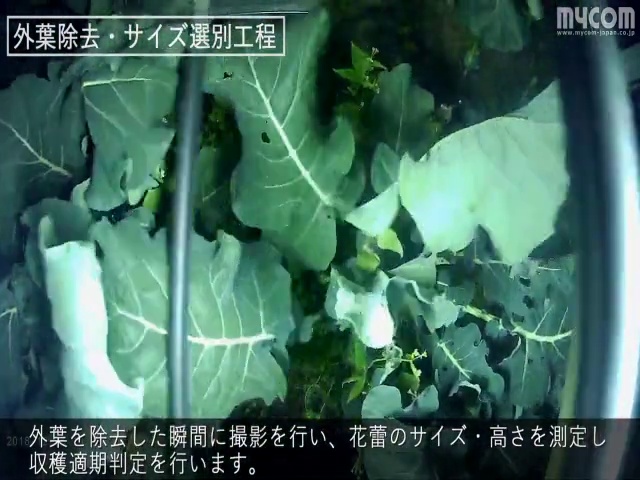 外葉除去・サイズ選別工程
mycom
www.mycom-japan.co.jp
外葉を除去した瞬間に撮影を行い、花蕾のサイズ・高さを測定し
収穫適期判定を行います。